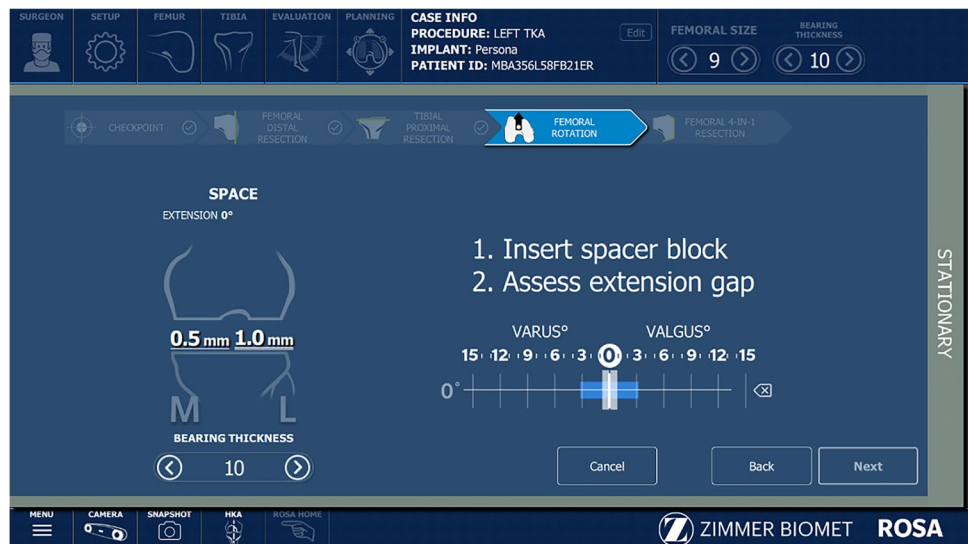 SURGEON
SETUP
FEMUR
TIBIA
EVALUATION
PLANNING
CASE INFO
PROCEDURE: LEFT TKA
IMPLANT: Persona
PATIENT ID: MBA356L58FB21ER
Edit
FEMORAL SIZE
9
BEARING
THICKNESS
10
CHECKPOINT
FEMORAL
DISTAL
RESECTION
TIBIAL
PROXIMAL
RESECTION
FEMORAL
ROTATION
FEMORAL 4-IN-1
RESECTION
SPACE
EXTENSION 0°
0.5 mm 1.0 mm
M L
BEARING THICKNESS
10
1. Insert spacer block
2. Assess extension gap
VARUS° VALGUS°
15 12 9 6 3 0 3 6 9 12 15
0°
Cancel
Back
Next
STATIONARY
MENU
CAMERA
SNAPSHOT
HKA
ROSA HOME
ZIMMER BIOMET
ROSA